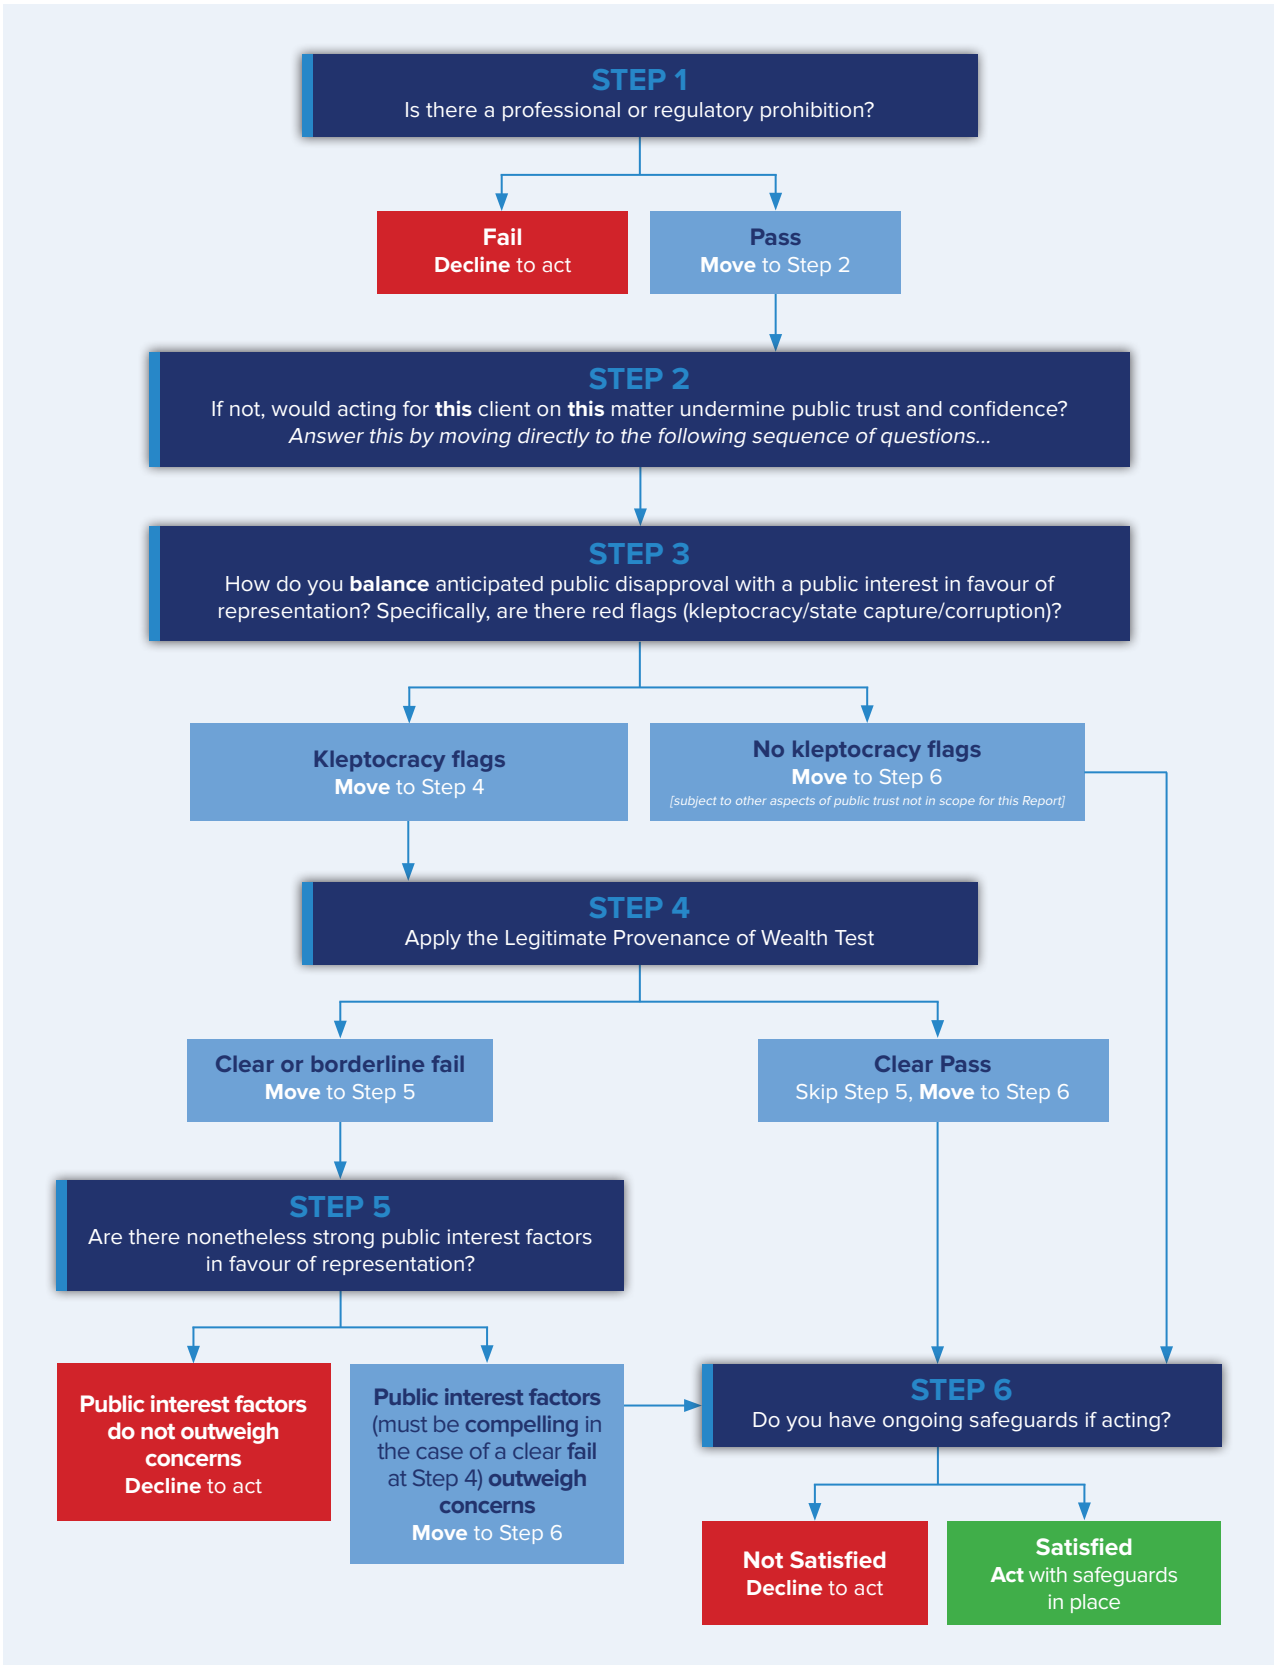 STEP 1
Is there a professional or regulatory prohibition?
Fail
Decline to act
Pass
Move to Step 2
STEP 2
If not, would acting for this client on this matter undermine public trust and confidence?
Answer this by moving directly to the following sequence of questions...
STEP 3
How do you balance anticipated public disapproval with a public interest in favour of
representation? Specifically, are there red flags (kleptocracy/state capture/corruption)?
Kleptocracy flags
Move to Step 4
No kleptocracy flags
Move to Step 6
[subject to other aspects of public trust not in scope for this Report]
STEP 4
Apply the Legitimate Provenance of Wealth Test
Clear or borderline fail
Move to Step 5
Clear Pass
Skip Step 5, Move to Step 6
STEP 5
Are there nonetheless strong public interest factors
in favour of representation?
Public interest factors
do not outweigh
concerns
Decline to act
Public interest factors
(must be compelling in
the case of a clear fail
at Step 4) outweigh
concerns
Move to Step 6
STEP 6
Do you have ongoing safeguards if acting?
Not Satisfied
Decline to act
Satisfied
Act with safeguards
in place